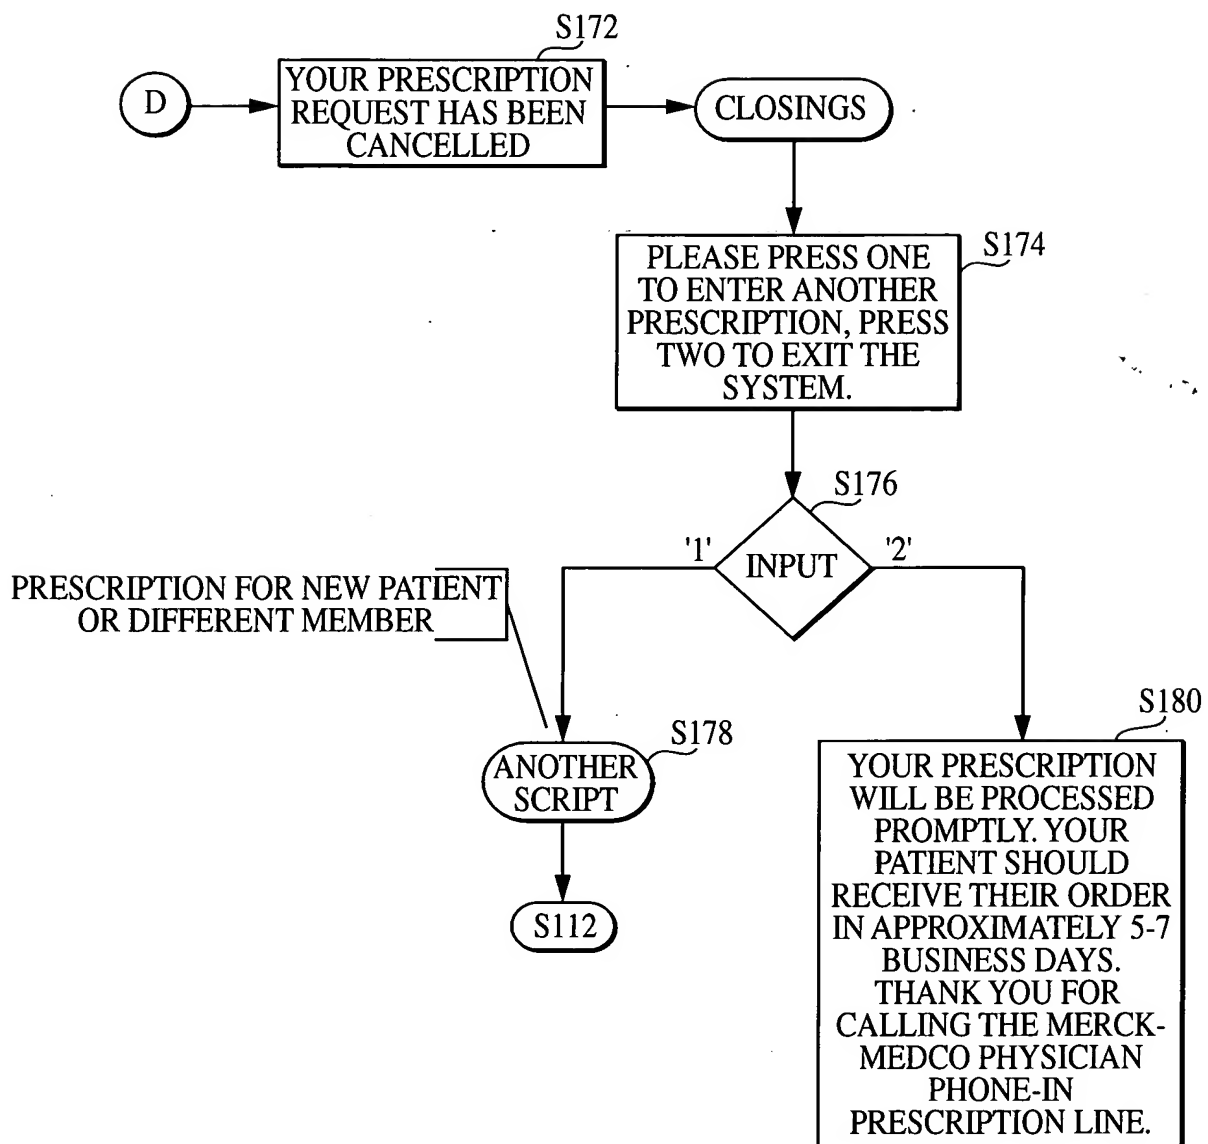 S172
D
YOUR PRESCRIPTION
REQUEST HAS BEEN
CANCELLED
CLOSINGS
S174
PLEASE PRESS ONE
TO ENTER ANOTHER
PRESCRIPTION, PRESS
TWO TO EXIT THE
SYSTEM.
S176
'1'
INPUT
'2'
PRESCRIPTION FOR NEW PATIENT
OR DIFFERENT MEMBER
S178
ANOTHER
SCRIPT
S112
S180
YOUR PRESCRIPTION
WILL BE PROCESSED
PROMPTLY. YOUR
PATIENT SHOULD
RECEIVE THEIR ORDER
IN APPROXIMATELY 5-7
BUSINESS DAYS.
THANK YOU FOR
CALLING THE MERCK-
MEDCO PHYSICIAN
PHONE-IN
PRESCRIPTION LINE.